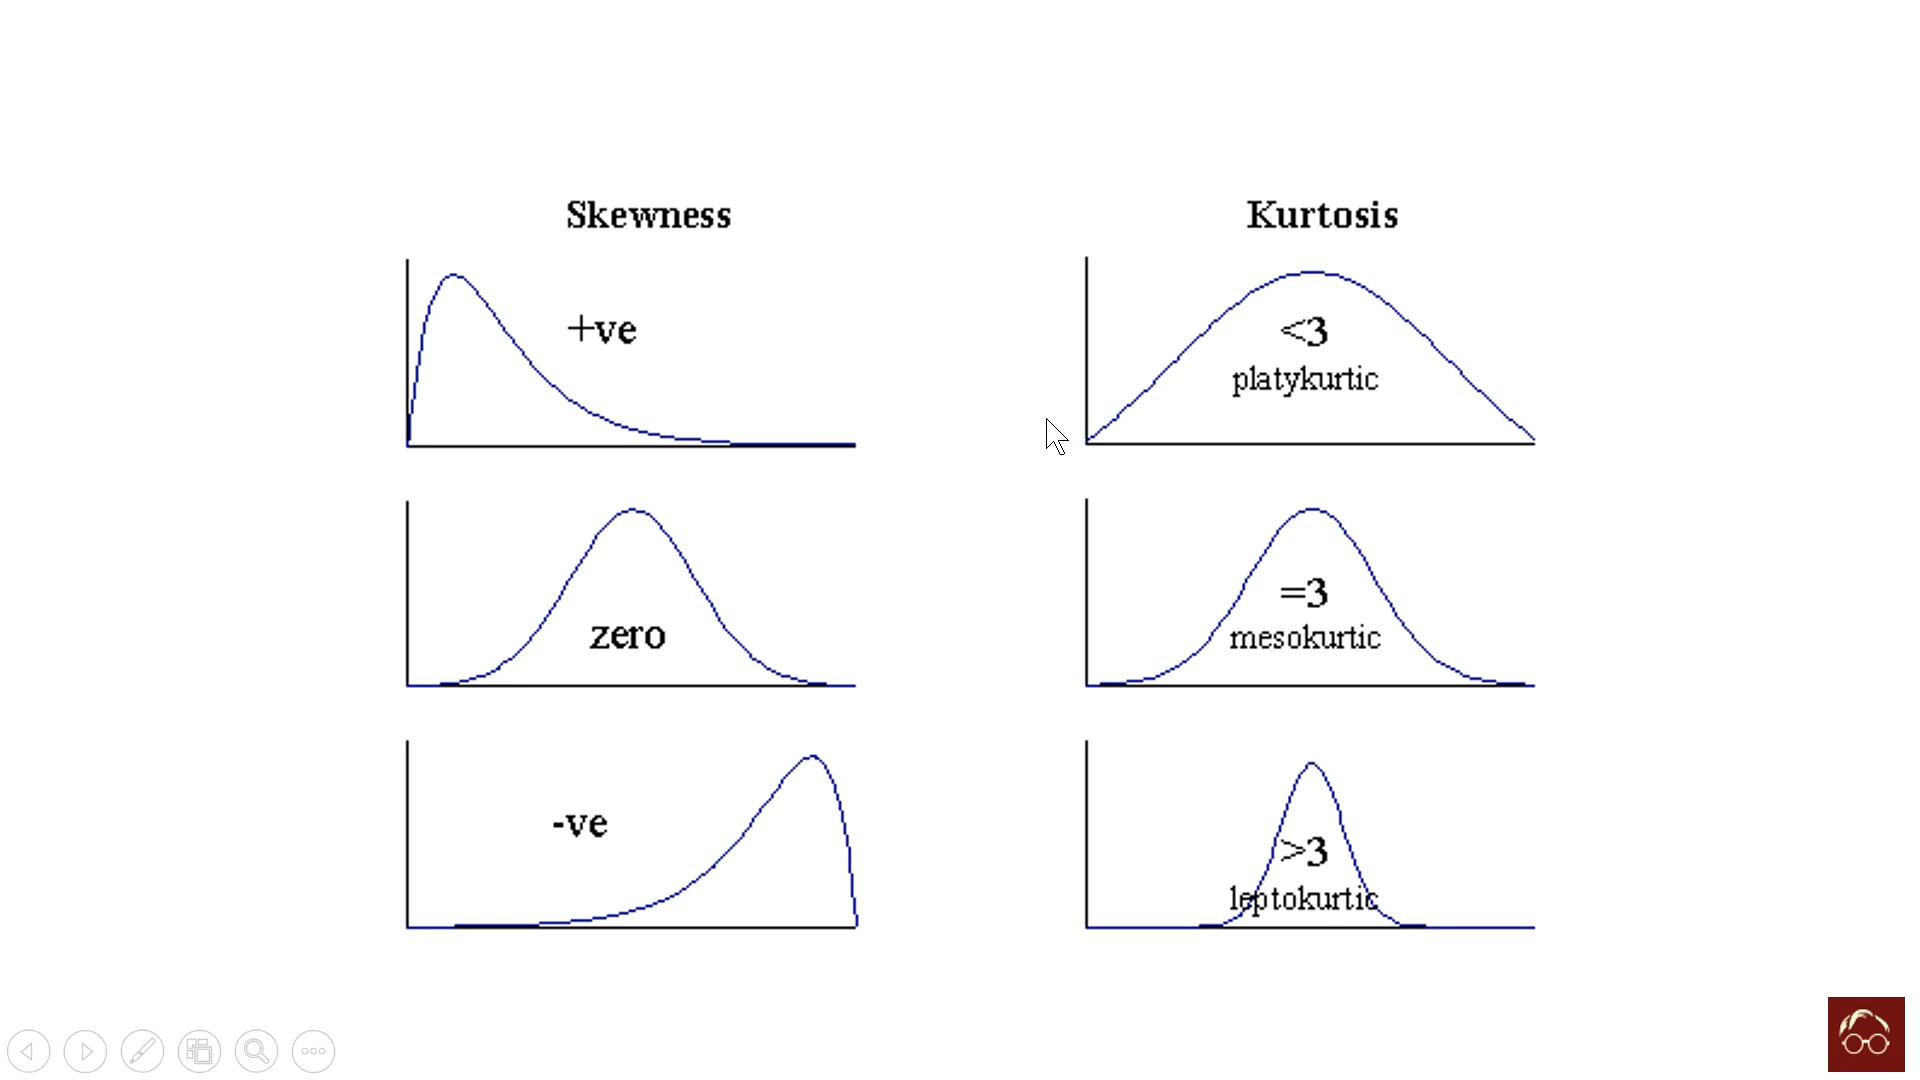 Skewness
+ve
zero
-ve
Kurtosis
<3
platykurtic
=3
mesokurtic
>3
leptokurtic